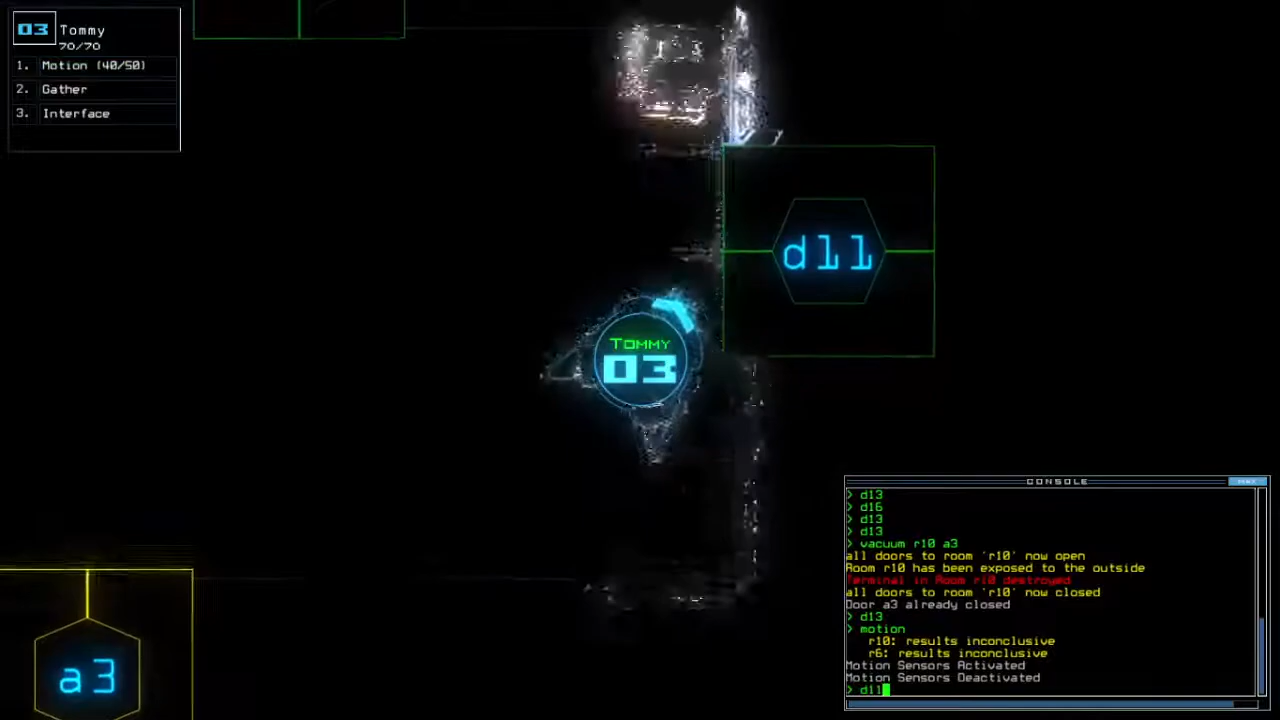 03 Tommy
70/70
1. Motion (40/50)
2. Gather
3. Interface
d11
TOMMY
03
a3
CONSOLE
> d13
> d16
> d13
> d13
> vacuum r10 a3
all doors to room 'r10' now open
Room r10 has been exposed to the outside
Terminal in Room r10 destroyed
all doors to room 'r10' now closed
Door a3 already closed
> d13
> motion
r10: results inconclusive
r6: results inconclusive
Motion Sensors Activated
Motion Sensors Deactivated
> d11